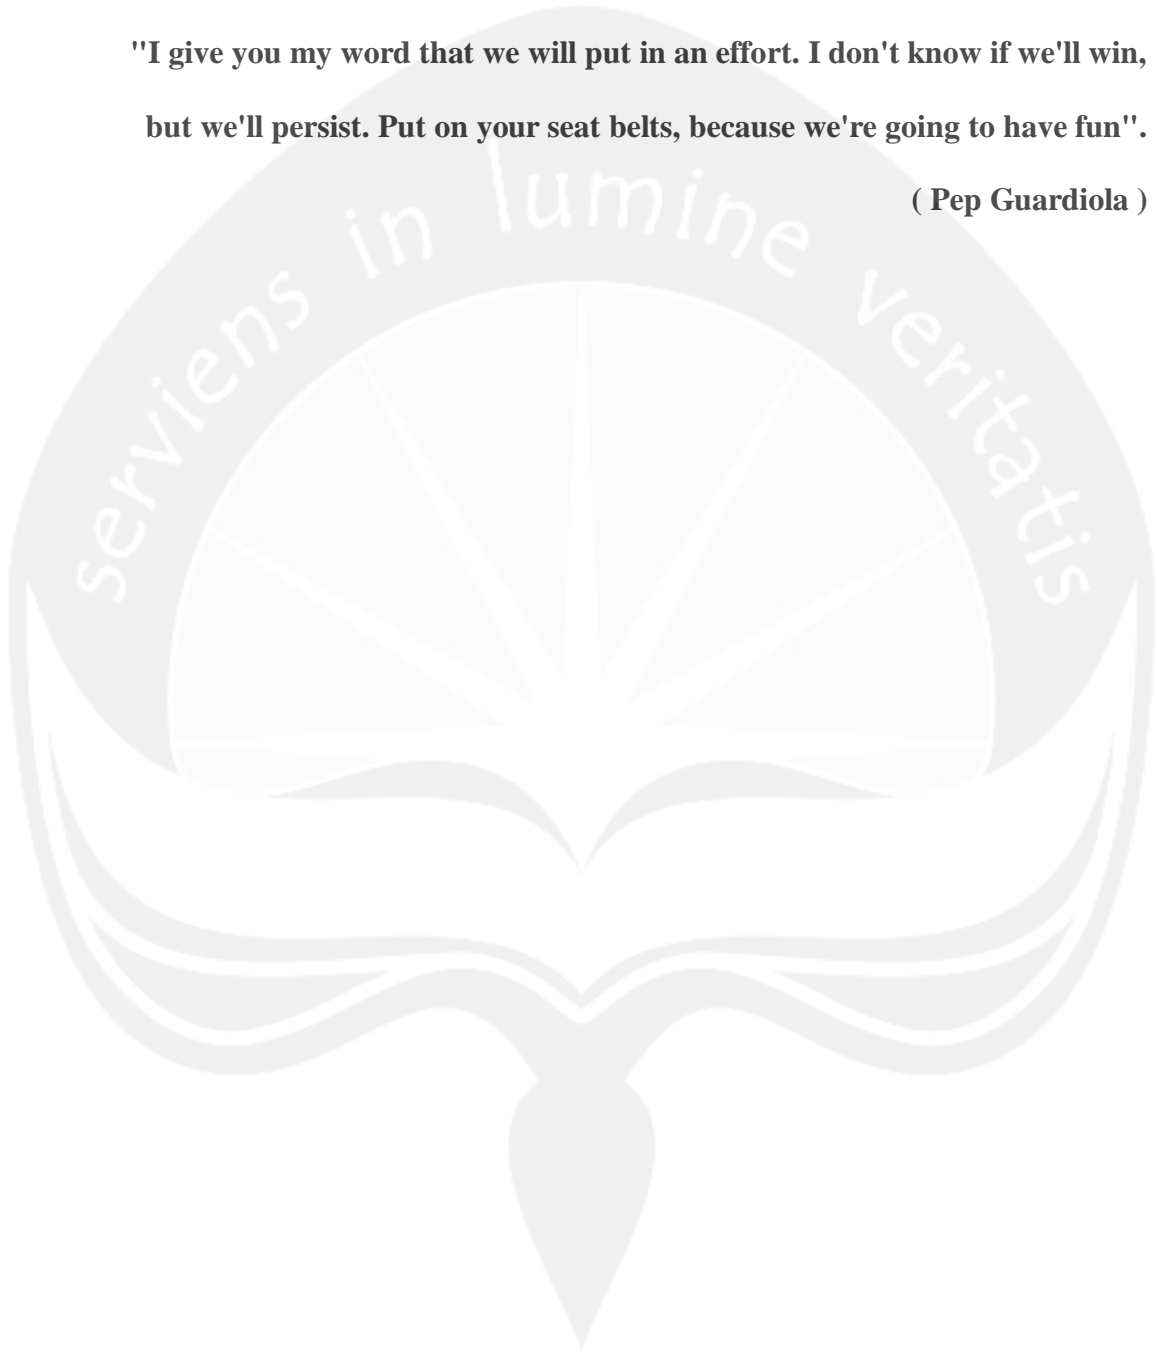 "I give you my word that we will put in an effort. I don't know if we'll win,
but we'll persist. Put on your seat belts, because we're going to have fun".
( Pep Guardiola )
serviens in lumine veritatis